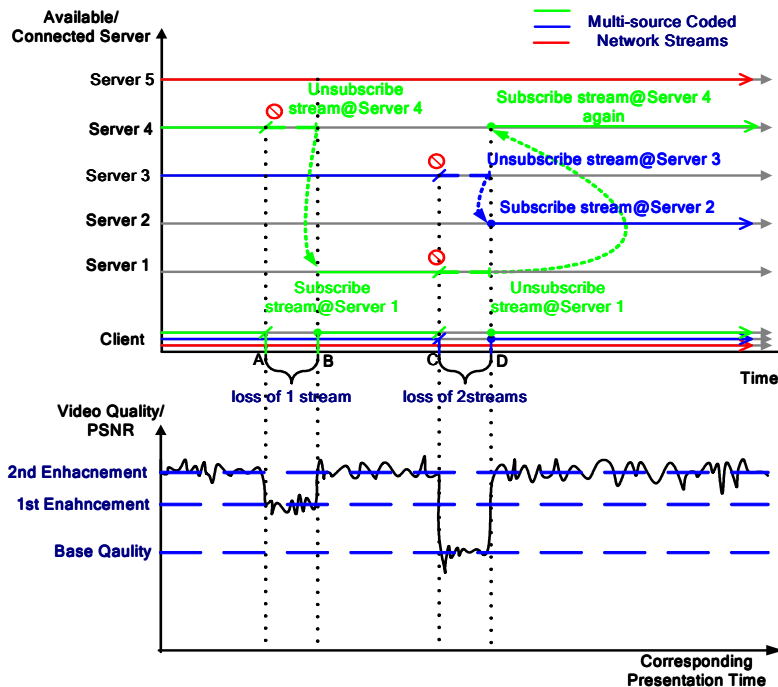 Available/
Connected Server
Multi-source Coded
Network Streams
Server 5
Unsubscribe
stream@Server 4
Subscribe stream@Server 4
again
Server 4
Server 3
Unsubscribe stream@Server 3
Server 2
Subscribe stream@Server 2
Server 1
Subscribe
stream@Server 1
Unsubscribe
stream@Server 1
Client
A
B
C
D
Time
loss of 1 stream
loss of 2streams
Video Quality/
PSNR
2nd Enhacnement
1st Enahncement
Base Qaulity
Corresponding
Presentation Time